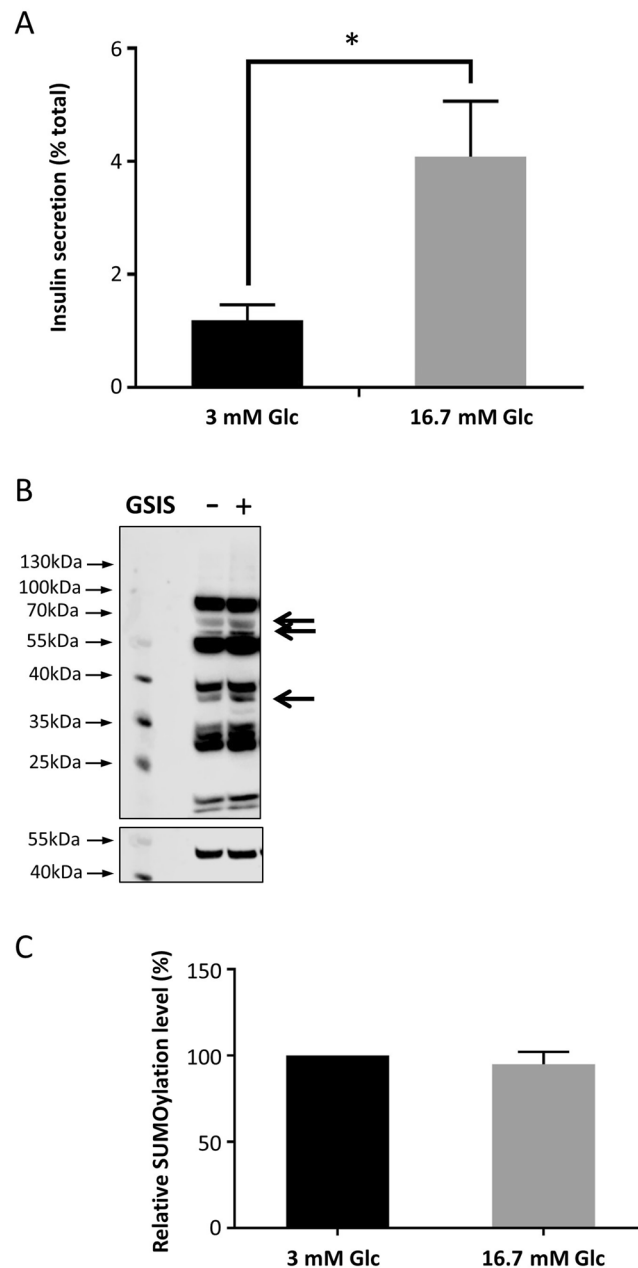 A
*
Insulin secretion (% total)
6
4
2
0
3 mM Glc
16.7 mM Glc
B
GSIS - +
130kDa
100kDa
70kDa
55kDa
40kDa
35kDa
25kDa
55kDa
40kDa
C
Relative SUMOylation level (%)
150
100
50
0
3 mM Glc
16.7 mM Glc